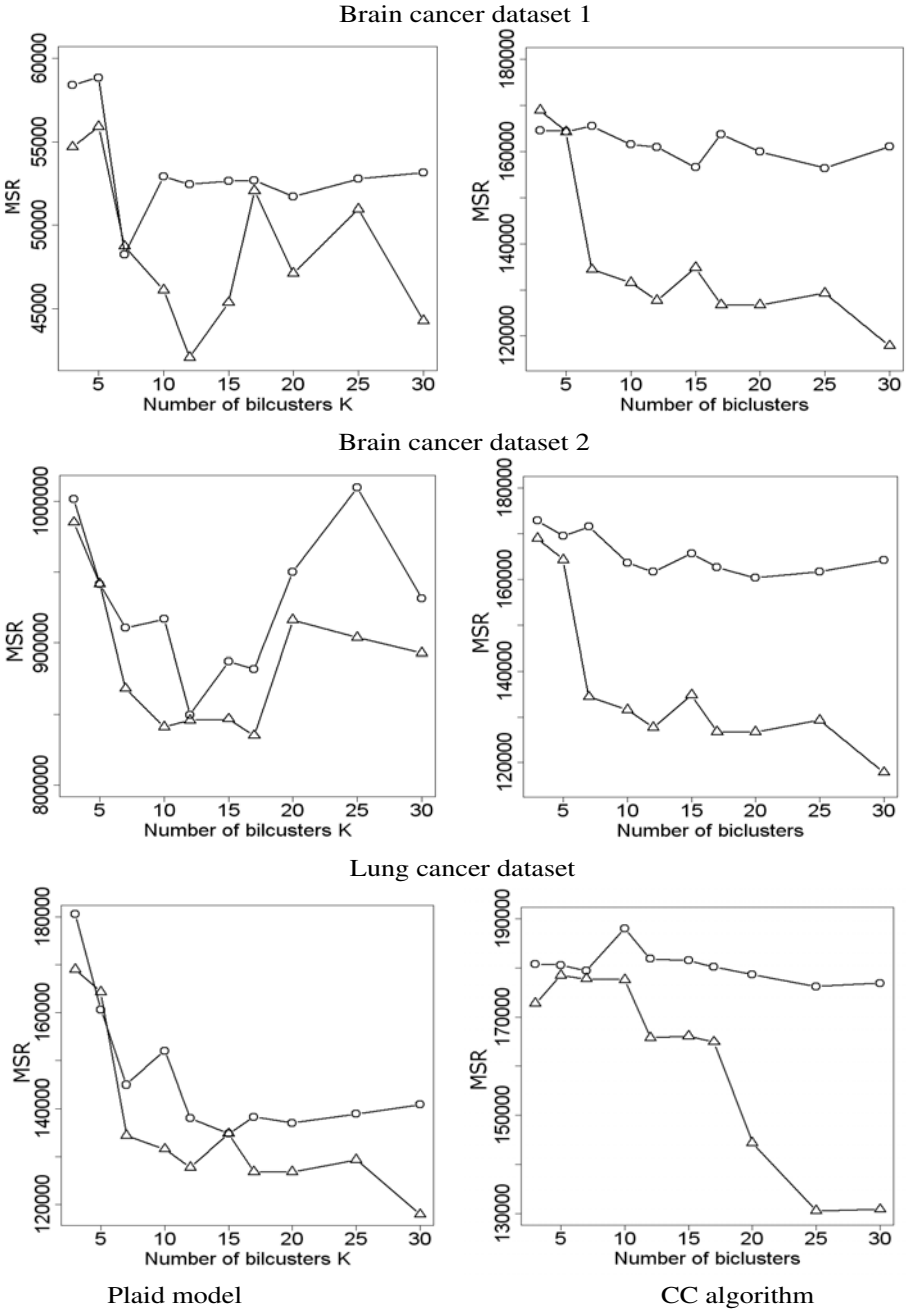 Brain cancer dataset 1
MSR
60000
55000
50000
45000
5 10 15 20 25 30
Number of bilcusters K
MSR
180000
160000
140000
120000
5 10 15 20 25 30
Number of biclusters
Brain cancer dataset 2
MSR
1000000
900000
800000
5 10 15 20 25 30
Number of bilcusters K
MSR
180000
160000
140000
120000
5 10 15 20 25 30
Number of biclusters
Lung cancer dataset
MSR
180000
160000
140000
120000
5 10 15 20 25 30
Number of bilcusters K
MSR
190000
170000
150000
130000
5 10 15 20 25 30
Number of biclusters
Plaid model
CC algorithm